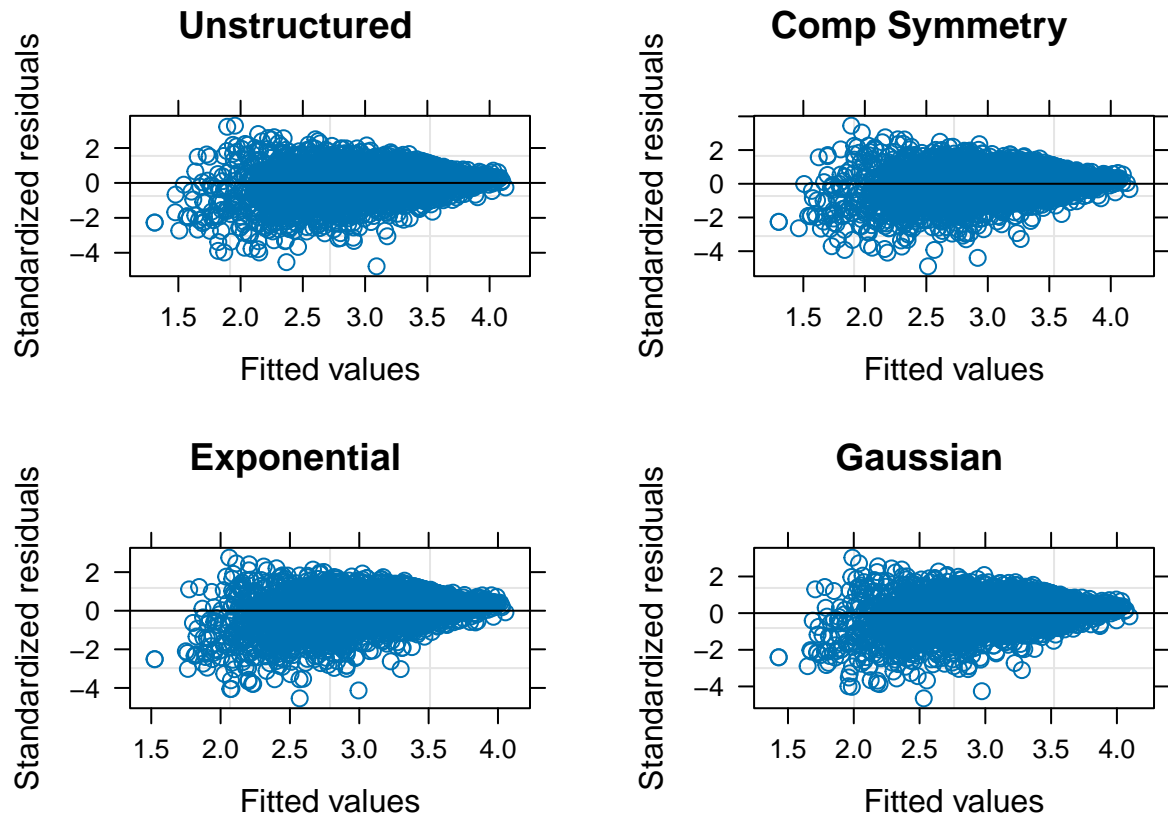 Unstructured
Standardized residuals
2
0
−2
−4
1.5 2.0 2.5 3.0 3.5 4.0
Fitted values
Comp Symmetry
Standardized residuals
2
0
−2
−4
1.5 2.0 2.5 3.0 3.5 4.0
Fitted values
Exponential
Standardized residuals
2
0
−2
−4
1.5 2.0 2.5 3.0 3.5 4.0
Fitted values
Gaussian
Standardized residuals
2
0
−2
−4
1.5 2.0 2.5 3.0 3.5 4.0
Fitted values